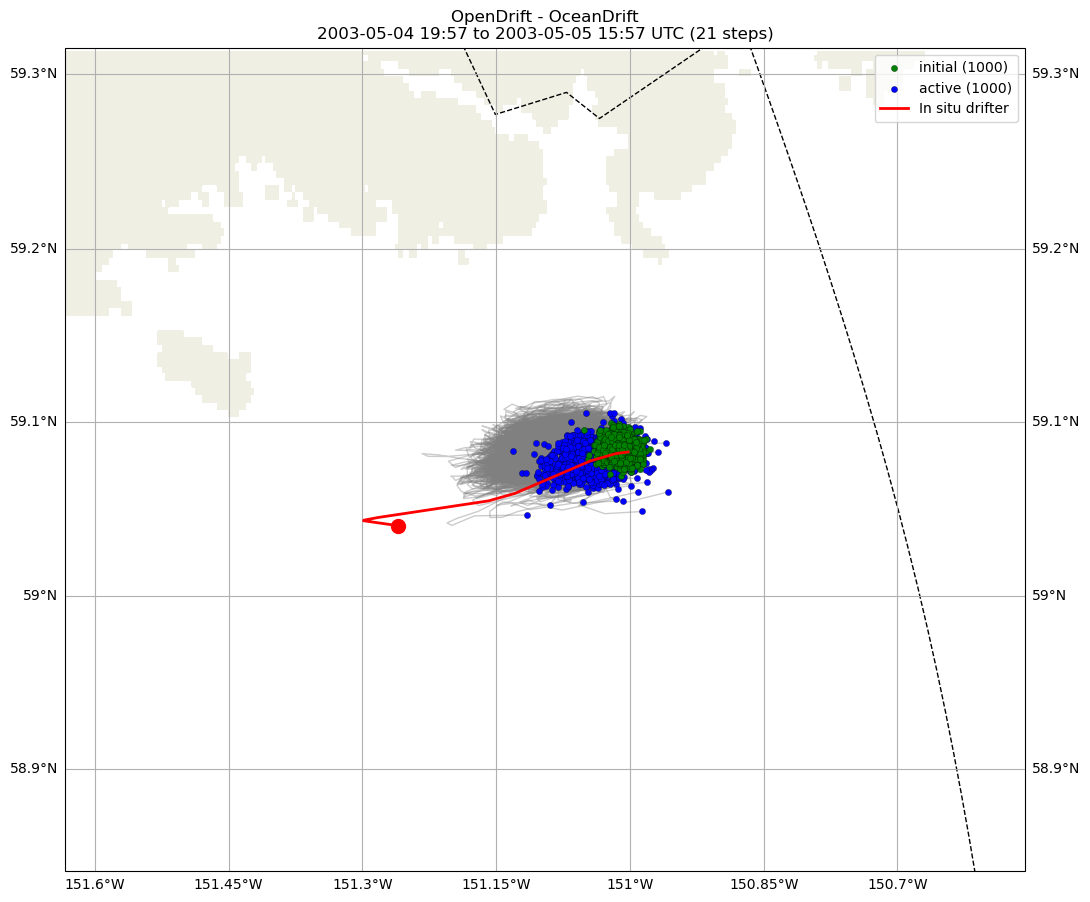 OpenDrift - OceanDrift
2003-05-04 19:57 to 2003-05-05 15:57 UTC (21 steps)
initial (1000)
active (1000)
In situ drifter
59.3°N
59.3°N
59.2°N
59.2°N
59.1°N
59.1°N
59°N
59°N
58.9°N
58.9°N
151.6°W
151.45°W
151.3°W
151.15°W
151°W
150.85°W
150.7°W